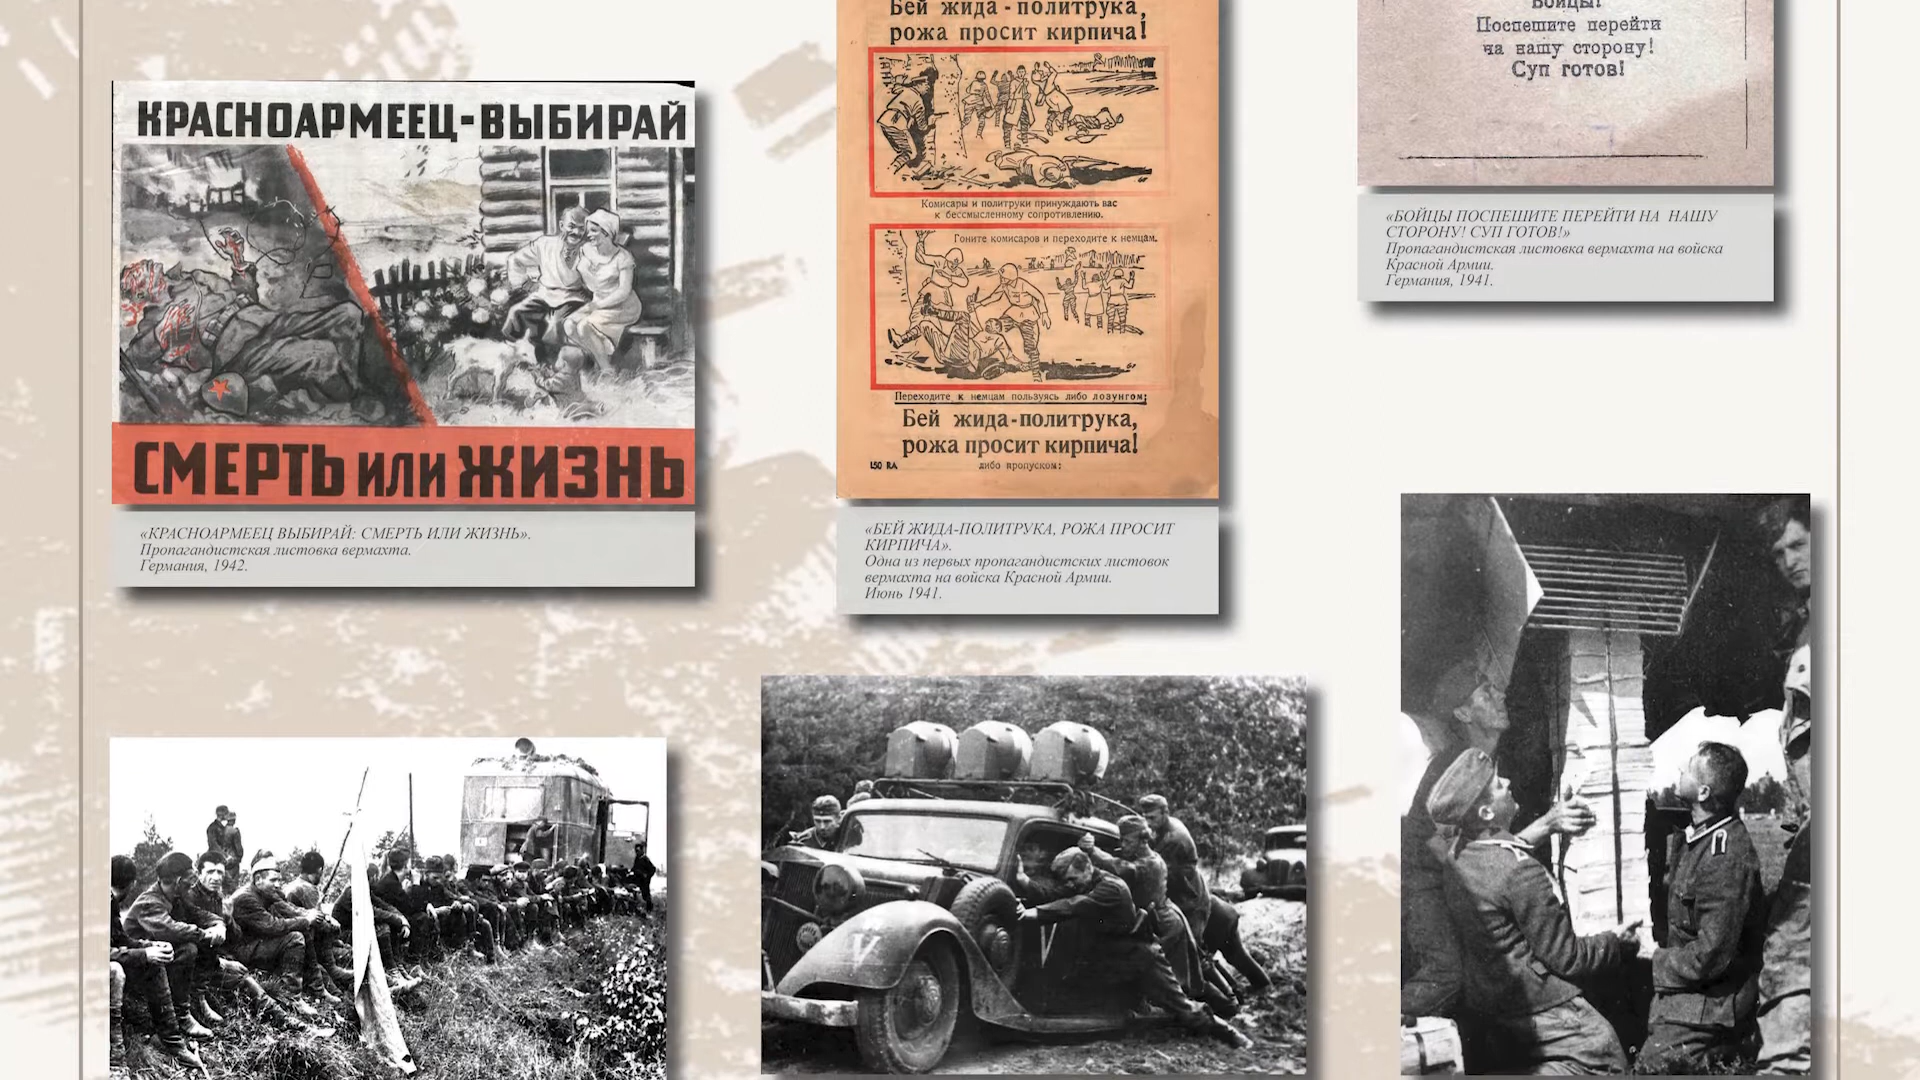 КРАСНОАРМЕЕЦ-ВЫБИРАЙ
СМЕРТЬ ИЛИ ЖИЗНЬ
«КРАСНОАРМЕЕЦ ВЫБИРАЙ: СМЕРТЬ ИЛИ ЖИЗНЬ».
Пропагандистская листовка вермахта.
Германия, 1942.
Бей жида-политрука,
рожа просит кирпича!
Комисары и политруки принуждають вас
к бессмысленному сопротивлению.
Гоните комисаров и переходите к немцам.
Переходите к немцам пользуясь либо лозунгом:
Бей жида-политрука,
рожа просит кирпича!
либо пропуском:
150 RA
«БЕЙ ЖИДА-ПОЛИТРУКА, РОЖА ПРОСИТ
КИРПИЧА».
Одна из первых пропагандистских листовок
вермахта на войска Красной Армии.
Июнь 1941.
Бойцы!
Поспешите перейти
на нашу сторону!
Суп готов!
«БОЙЦЫ ПОСПЕШИТЕ ПЕРЕЙТИ НА НАШУ
СТОРОНУ! СУП ГОТОВ!»
Пропагандистская листовка вермахта на войска
Красной Армии.
Германия, 1941.
V
V